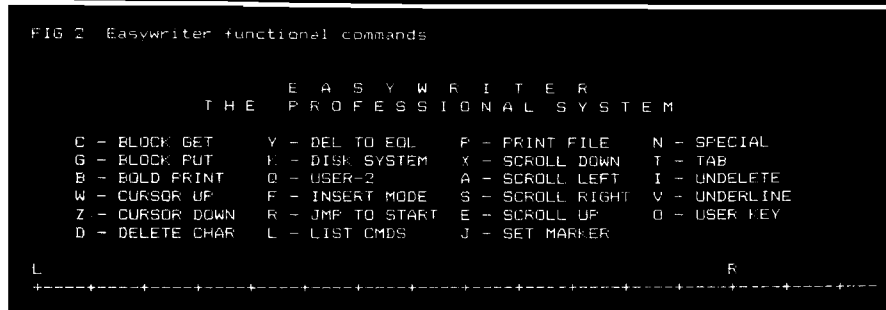 FIG 2 Easywriter functional commands
E A S Y W R I T E R
T H E P R O F E S S I O N A L S Y S T E M
C - BLOCK GET Y - DEL TO EOL P - PRINT FILE N - SPECIAL
G - BLOCK PUT K - DISK SYSTEM X - SCROLL DOWN T - TAB
B - BOLD PRINT Q - USER-2 A - SCROLL LEFT I - UNDELETE
W - CURSOR UP F - INSERT MODE S - SCROLL RIGHT V - UNDERLINE
Z - CURSOR DOWN R - JMP TO START E - SCROLL UP O - USER KEY
D - DELETE CHAR L - LIST CMDS J - SET MARKER
L R
+----+----+----+----+----+----+----+----+----+----+----+----+----+----+----+---